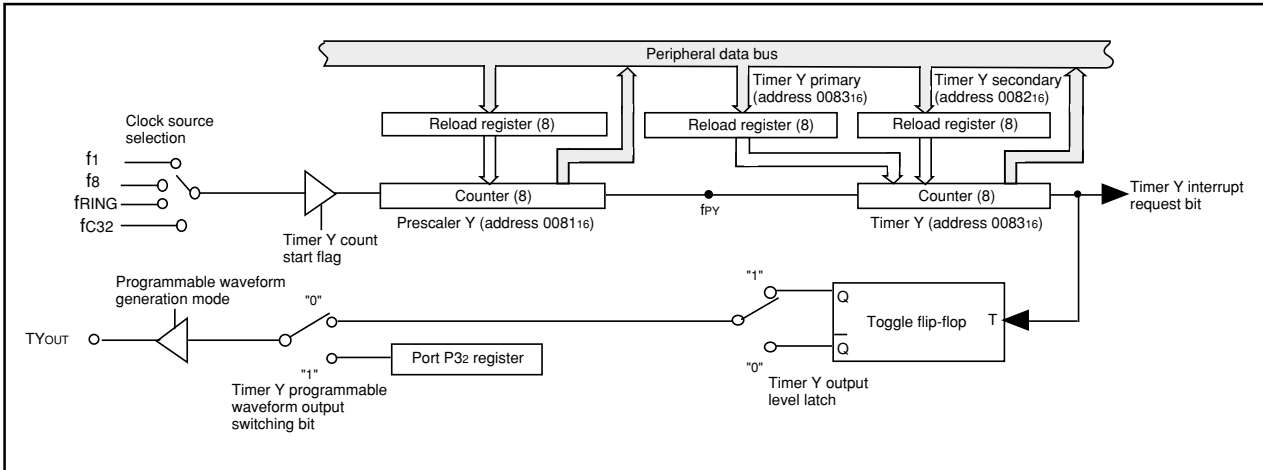 Peripheral data bus
Timer Y primary
(address 008316)
Timer Y secondary
(address 008216)
Clock source
selection
Reload register (8)
Reload register (8)
Reload register (8)
f1
f8
fRING
fC32
Counter (8)
fPY
Counter (8)
Timer Y interrupt
request bit
Prescaler Y (address 008116)
Timer Y (address 008316)
Timer Y count
start flag
Programmable waveform
generation mode
"0"
"1"
Q
Toggle flip-flop
T
TYOUT
Port P32 register
Q
"1"
"0"
Timer Y programmable
waveform output
switching bit
Timer Y output
level latch